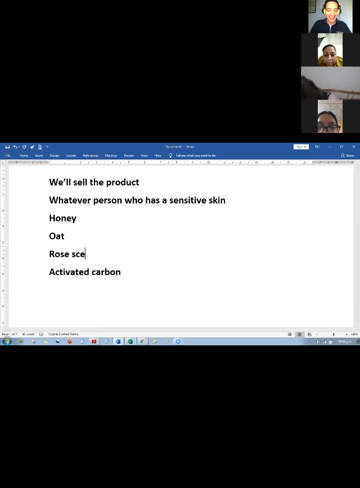 We'll sell the product
Whatever person who has a sensitive skin
Honey
Oat
Rose sce
Activated carbon